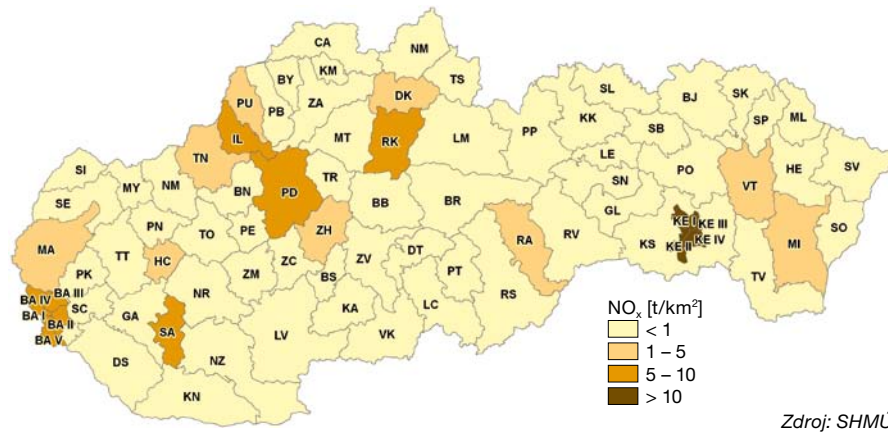 CA
NM
BY
KM
TS
PU
PB
ZA
DK
SL
SK
BJ
IL
MT
RK
LM
PP
KK
SB
SP
ML
TN
LE
SI
MY
NM
BN
PD
TR
PO
HE
SV
SE
BB
BR
SN
VT
PN
TO
PE
ZH
GL
KE I
KE III
SO
MA
TT
HC
ZC
ZV
DT
RA
RV
KS
KE II
KE IV
MI
PK
ZM
BS
PT
TV
BA IV
BA III
SC
GA
NR
KA
LC
RS
BA I
BA II
SA
BA V
LV
VK
DS
NZ
KN
NOₓ [t/km²]
< 1
1 – 5
5 – 10
> 10
Zdroj: SHMÚ